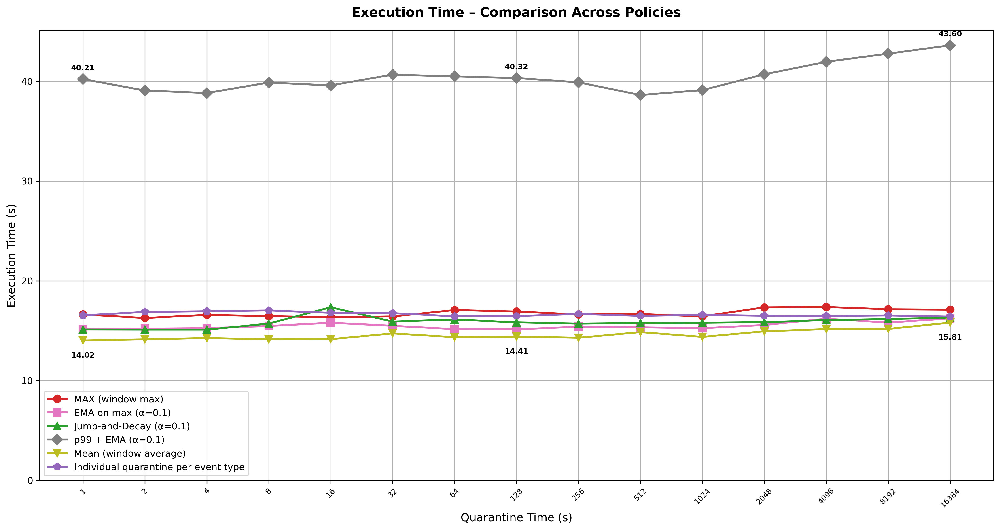 Execution Time – Comparison Across Policies
43.60
40.21
40.32
40
30
20
10
0
Execution Time (s)
15.81
14.02
14.41
MAX (window max)
EMA on max (α=0.1)
Jump-and-Decay (α=0.1)
p99 + EMA (α=0.1)
Mean (window average)
Individual quarantine per event type
1 2 4 8 16 32 64 128 256 512 1024 2048 4096 8192 16384
Quarantine Time (s)